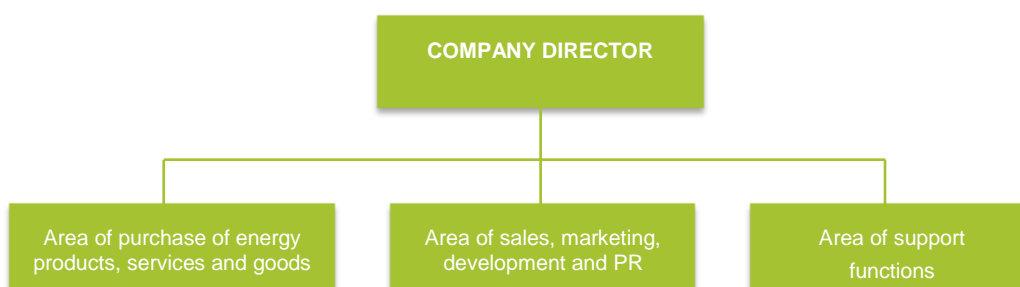 COMPANY DIRECTOR
Area of purchase of energy
products, services and goods
Area of sales, marketing,
development and PR
Area of support
functions